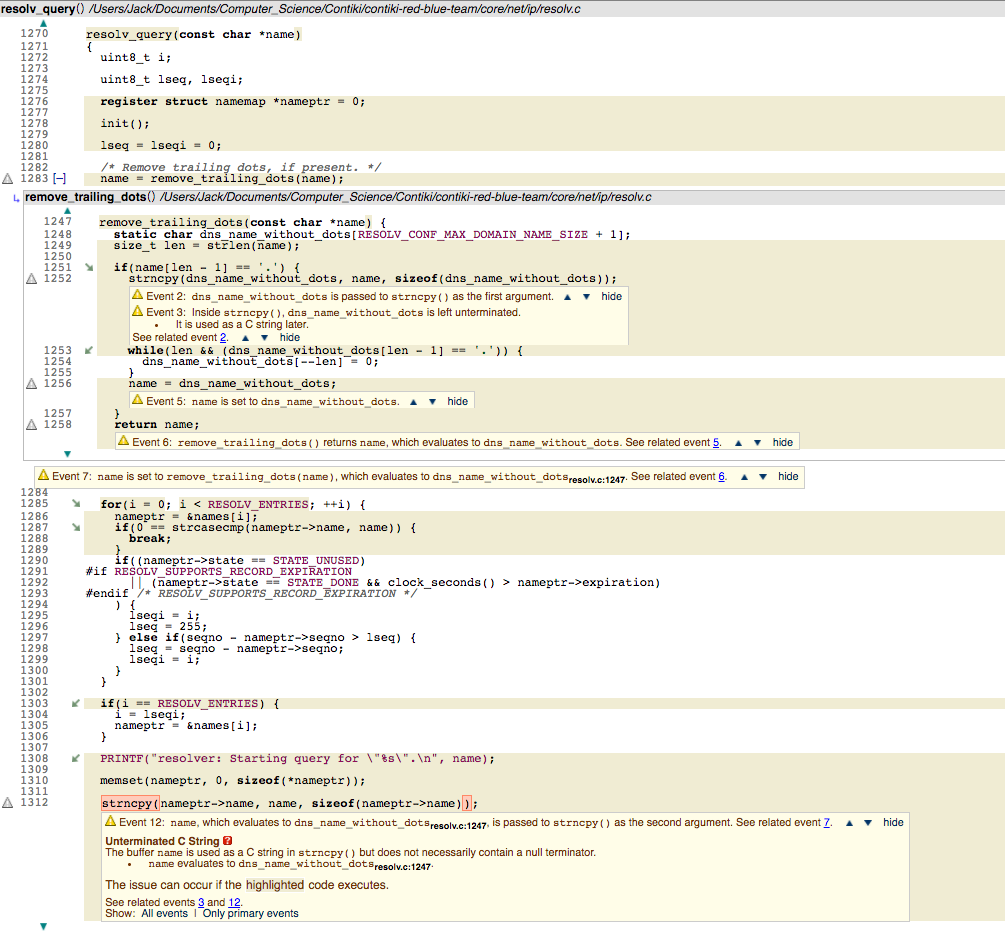 resolv_query() /Users/Jack/Documents/Computer_Science/Contiki/contiki-red-blue-team/core/net/ip/resolv.c
1270 resolv_query(const char *name)
1271 {
1272 uint8_t i;
1273
1274 uint8_t lseq, lseqi;
1275
1276 register struct namemap *nameptr = 0;
1277
1278 init();
1279
1280 lseq = lseqi = 0;
1281
1282 /* Remove trailing dots, if present. */
1283 [−] name = remove_trailing_dots(name);
remove_trailing_dots() /Users/Jack/Documents/Computer_Science/Contiki/contiki-red-blue-team/core/net/ip/resolv.c
1247 remove_trailing_dots(const char *name) {
1248 static char dns_name_without_dots[RESOLV_CONF_MAX_DOMAIN_NAME_SIZE + 1];
1249 size_t len = strlen(name);
1250
1251 if(name[len - 1] == '.') {
1252 strncpy(dns_name_without_dots, name, sizeof(dns_name_without_dots));
Event 2: dns_name_without_dots is passed to strncpy() as the first argument. ▲ ▼ hide
Event 3: Inside strncpy(), dns_name_without_dots is left unterminated.
• It is used as a C string later.
See related event 2. ▲ ▼ hide
1253 while(len && (dns_name_without_dots[len - 1] == '.')) {
1254 dns_name_without_dots[--len] = 0;
1255 }
1256 name = dns_name_without_dots;
Event 5: name is set to dns_name_without_dots. ▲ ▼ hide
1257 }
1258 return name;
Event 6: remove_trailing_dots() returns name, which evaluates to dns_name_without_dots. See related event 5. ▲ ▼ hide
Event 7: name is set to remove_trailing_dots(name), which evaluates to dns_name_without_dots resolv.c:1247. See related event 6. ▲ ▼ hide
1284
1285 for(i = 0; i < RESOLV_ENTRIES; ++i) {
1286 nameptr = &names[i];
1287 if(0 == strcasecmp(nameptr->name, name)) {
1288 break;
1289 }
1290 if((nameptr->state == STATE_UNUSED)
1291 #if RESOLV_SUPPORTS_RECORD_EXPIRATION
1292 || (nameptr->state == STATE_DONE && clock_seconds() > nameptr->expiration)
1293 #endif /* RESOLV_SUPPORTS_RECORD_EXPIRATION */
1294 ) {
1295 lseqi = i;
1296 lseq = 255;
1297 } else if(seqno - nameptr->seqno > lseq) {
1298 lseq = seqno - nameptr->seqno;
1299 lseqi = i;
1300 }
1301 }
1302
1303 if(i == RESOLV_ENTRIES) {
1304 i = lseqi;
1305 nameptr = &names[i];
1306 }
1307
1308 PRINTF("resolver: Starting query for \"%s\".\n", name);
1309
1310 memset(nameptr, 0, sizeof(*nameptr));
1311
1312 strncpy(nameptr->name, name, sizeof(nameptr->name));
Event 12: name, which evaluates to dns_name_without_dots resolv.c:1247, is passed to strncpy() as the second argument. See related event 7. ▲ ▼ hide
Unterminated C String ?
The buffer name is used as a C string in strncpy() but does not necessarily contain a null terminator.
• name evaluates to dns_name_without_dots resolv.c:1247.
The issue can occur if the highlighted code executes.
See related events 3 and 12.
Show: All events | Only primary events